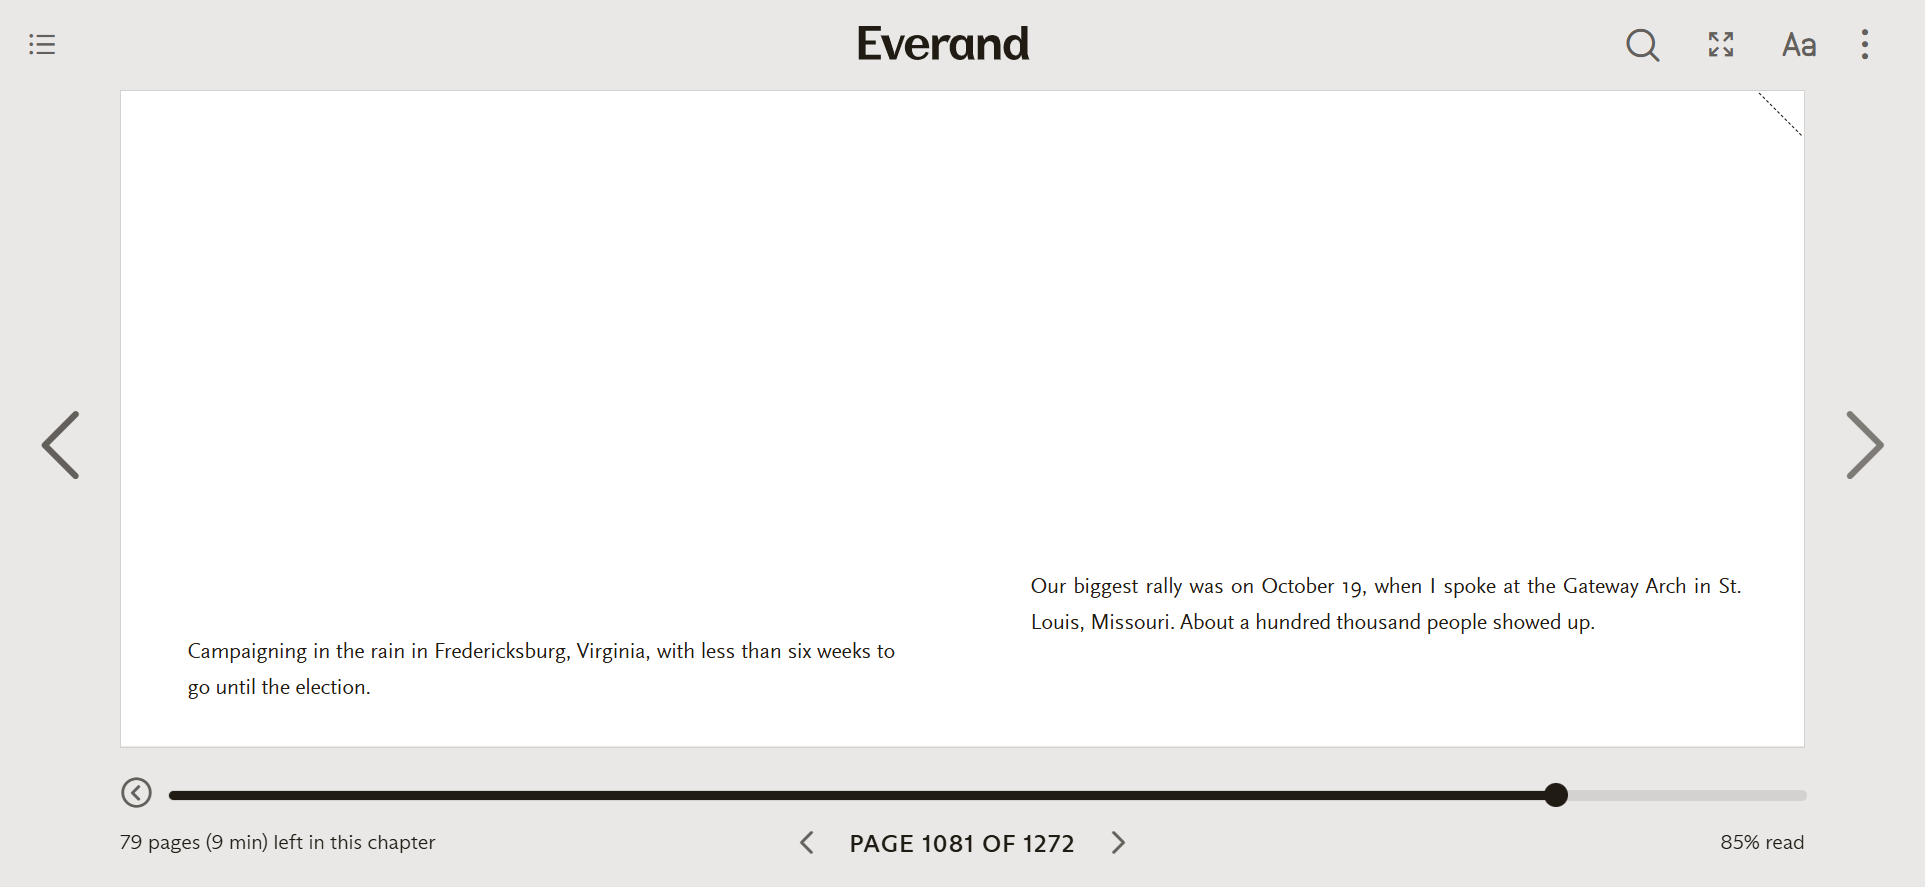 Everand
Aa
Campaigning in the rain in Fredericksburg, Virginia, with less than six weeks to
go until the election.
Our biggest rally was on October 19, when I spoke at the Gateway Arch in St.
Louis, Missouri. About a hundred thousand people showed up.
79 pages (9 min) left in this chapter
PAGE 1081 OF 1272
85% read